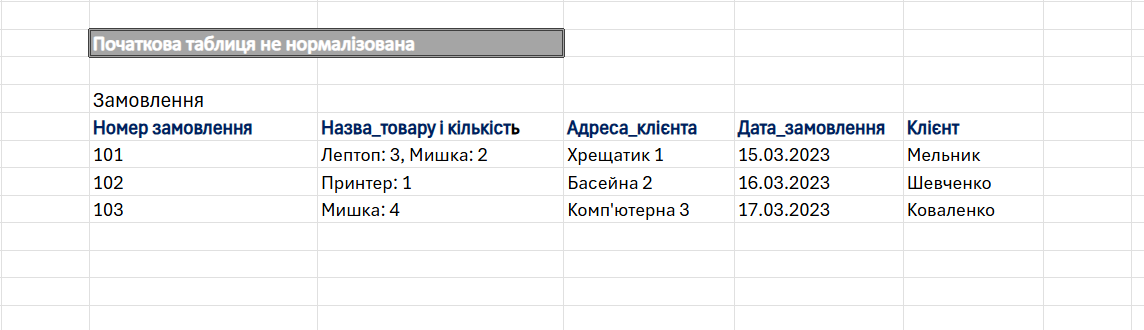 Початкова таблиця не нормалізована
Замовлення
Номер замовлення Назва_товару і кількість Адреса_клієнта Дата_замовлення Клієнт
101 Лептоп: 3, Мишка: 2 Хрещатик 1 15.03.2023 Мельник
102 Принтер: 1 Басейна 2 16.03.2023 Шевченко
103 Мишка: 4 Комп'ютерна 3 17.03.2023 Коваленко